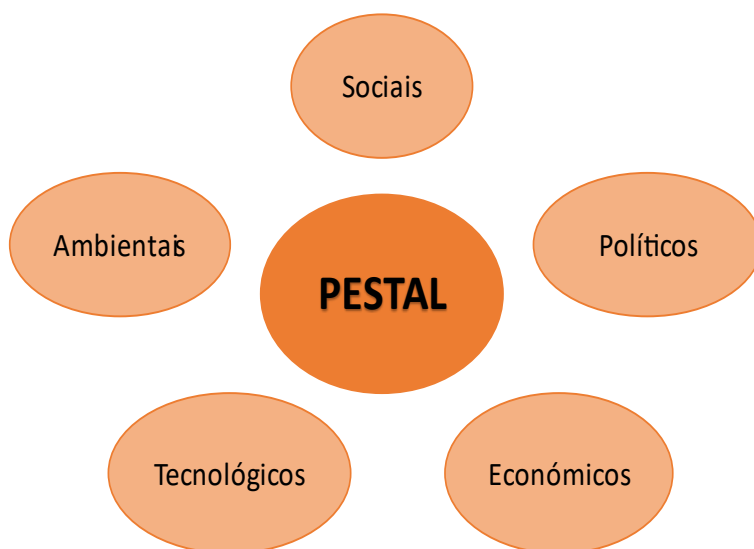 Sociais
Ambientais
Políticos
PESTAL
Tecnológicos
Económicos